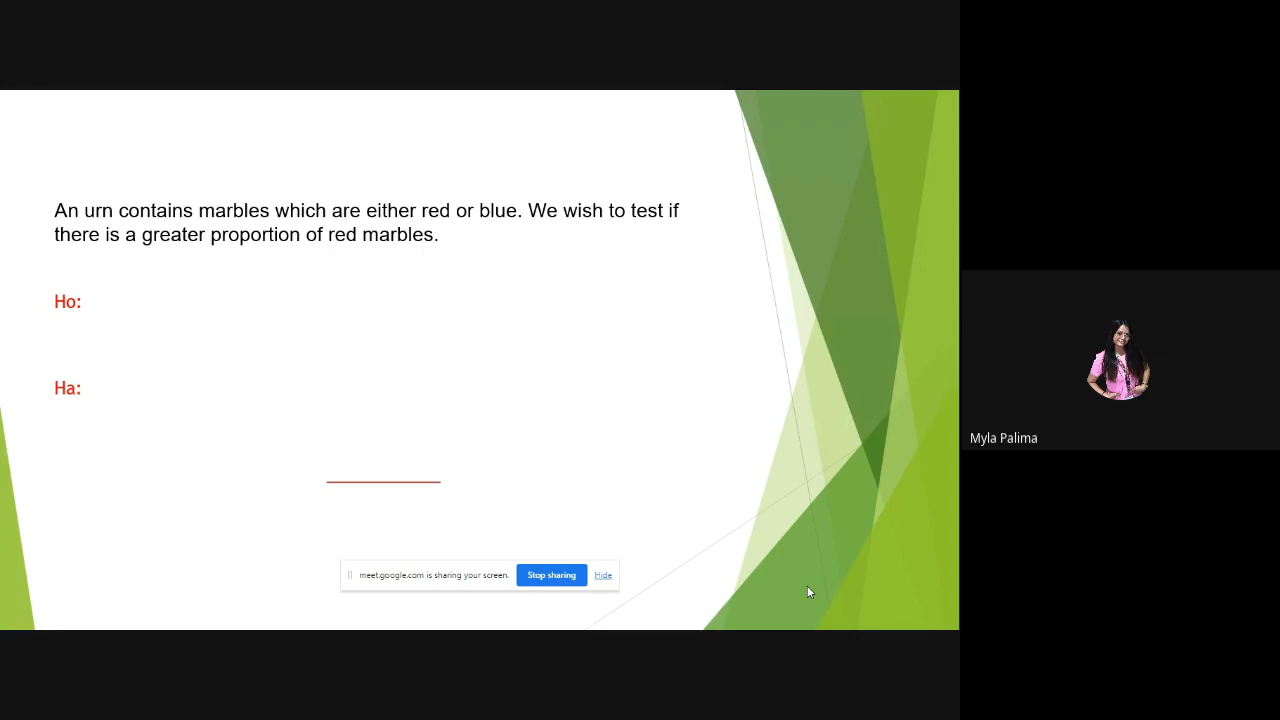 An urn contains marbles which are either red or blue. We wish to test if
there is a greater proportion of red marbles.
Ho:
Ha:
meet.google.com is sharing your screen.
Stop sharing
Hide
Myla Palima